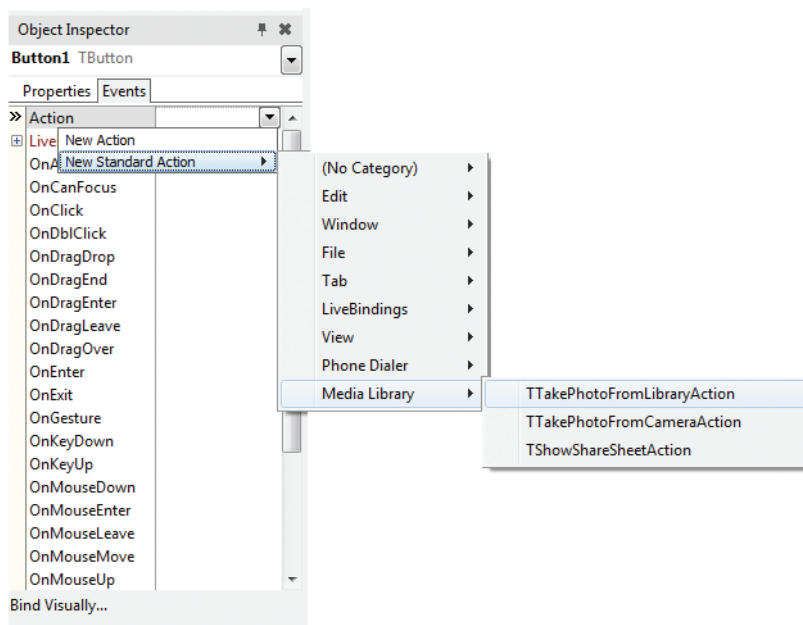 Object Inspector
Button1 TButton
Properties Events
Action
New Action
Live
New Standard Action
OnA
OnCanFocus
OnClick
OnDblClick
OnDragDrop
OnDragEnd
OnDragEnter
OnDragLeave
OnDragOver
OnEnter
OnExit
OnGesture
OnKeyDown
OnKeyUp
OnMouseDown
OnMouseEnter
OnMouseLeave
OnMouseMove
OnMouseUp
Bind Visually...
(No Category)
Edit
Window
File
Tab
LiveBindings
View
Phone Dialer
Media Library
TTakePhotoFromLibraryAction
TTakePhotoFromCameraAction
TShowShareSheetAction